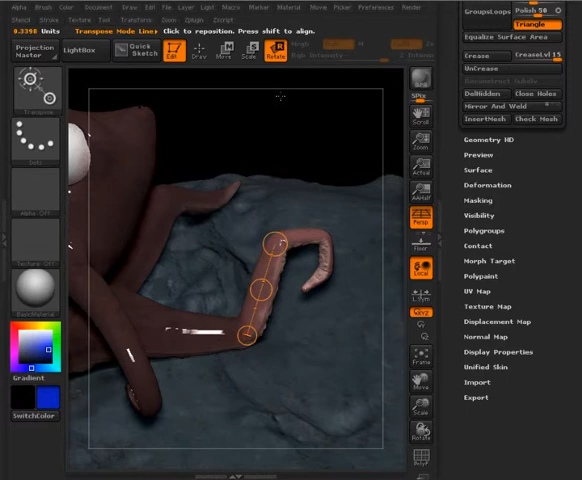 Alpha Brush Color Document Draw Edit File Layer Light Macro Marker Material Movie Picker Preferences Render
Stencil Stroke Texture Tool Transform Zplugin Zscript
0.3398 Units Transpose Node Line: Click to reposition. Press shift to align.
Projection Master
LightBox
Quick Sketch
Edit
Draw
Move
Scale
Rotate
Transpose
Dots
Alpha Off
Texture Off
BasicMaterial
Gradient
SwitchColor
SPix
Scroll
Zoom
Actual
AAHalf
Persp
Floor
Local
L.Sym
Xyz
Frame
Move
Scale
Rotate
PolyF
GroupsLoops
Polish 50
Triangle
Equalize Surface Area
Crease CreaseLvl 15
UnCrease
Reconstruct Subdiv
DelHidden Close Holes
Mirror And Weld
InsertMesh Check Mesh
Geometry HD
Preview
Surface
Deformation
Masking
Visibility
Polygroups
Contact
Morph Target
Polypaint
UV Map
Texture Map
Displacement Map
Normal Map
Display Properties
Unified Skin
Import
Export